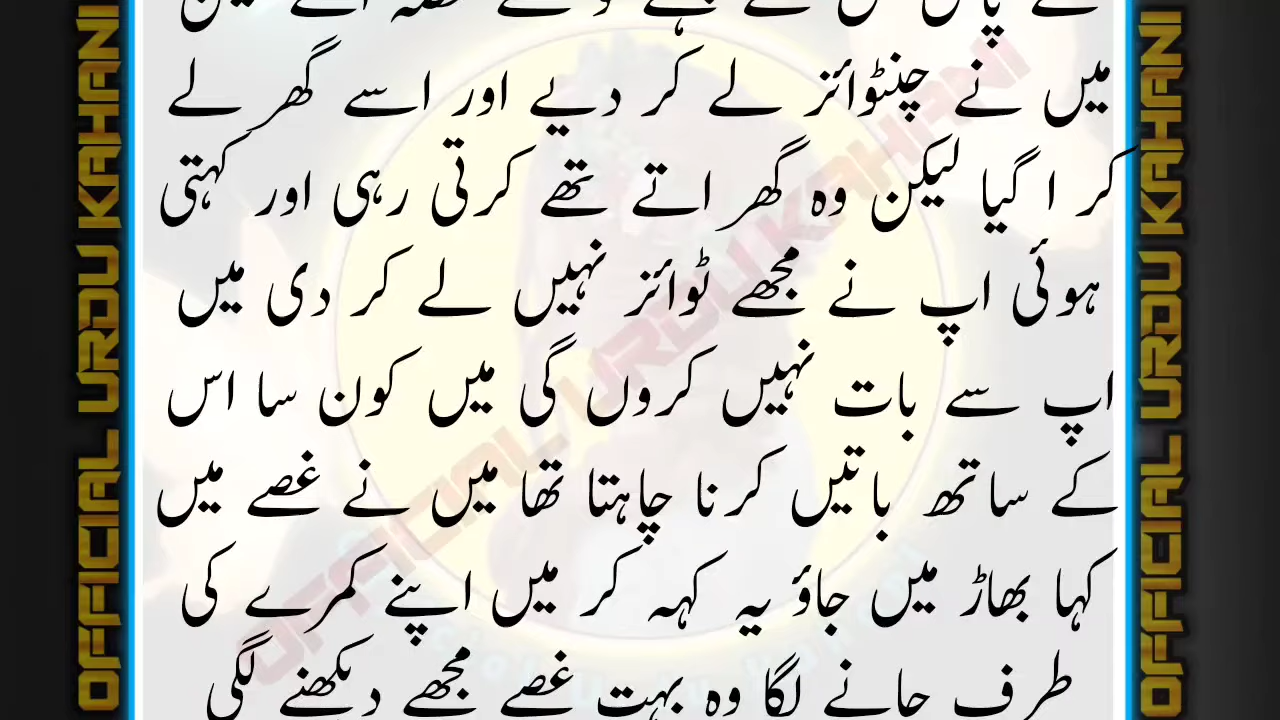 میں نے چنٹوائز لے کر دیے اور اسے گھر لے
کر ا گیا لیکن وہ گھر اتے تھے کرتی رہی اور کہتی
ہوئی اپ نے مجھے ٹوائز نہیں لے کر دی میں
اپ سے بات نہیں کروں گی میں کون سا اس
کے ساتھ باتیں کرنا چاہتا تھا میں نے غصے میں
کہا بھاڑ میں جاؤ یہ کہہ کر میں اپنے کمرے کی
طرف جانے لگا وہ بہت غصے مجھے دیکھنے لگی
OFFICIAL URDU KAHANI
OFFICIAL URDU KAHANI
OFFICIAL URDU KAHANI